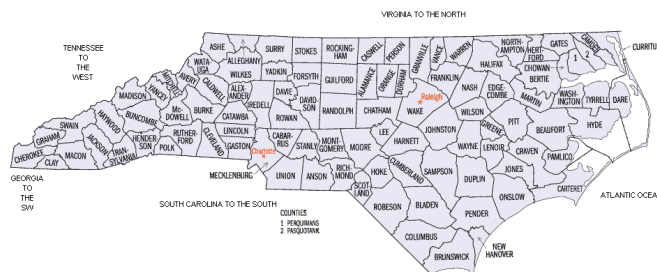 VIRGINIA TO THE NORTH
TENNESSEE
TO
THE
WEST
ASHE
ALLEGHANY
SURRY
STOKES
ROCKING-
HAM
CASWELL
PERSON
GRANVILLE
VANCE
WARREN
NORTH-
AMPTON
HERT-
FORD
GATES
CAMDEN
CURRITU
1
2
WATA
UGA
WILKES
YADKIN
FORSYTH
GUILFORD
ALAMANCE
ORANGE
DURHAM
FRANKLIN
HALIFAX
BERTIE
CHOWAN
MITCHELL
AVERY
CALDWELL
ALEX-
ANDER
IREDELL
DAVIE
DAVID-
SON
RANDOLPH
CHATHAM
WAKE
Raleigh
NASH
EDGE-
COMBE
MARTIN
WASH-
INGTON
TYRRELL
DARE
MADISON
YANCEY
Mc-
DOWELL
BURKE
CATAWBA
ROWAN
WILSON
PITT
BEAUFORT
HYDE
SWAIN
HAYWOOD
BUNCOMBE
RUTHER-
FORD
CLEVELAND
LINCOLN
GASTON
CABAR-
RUS
STANLY
MONT-
GOMERY
MOORE
LEE
HARNETT
JOHNSTON
GREENE
WAYNE
LENOIR
CRAVEN
PAMLICO
GRAHAM
CHEROKEE
CLAY
MACON
JACKSON
TRAN-
SYLVANIA
HENDER-
SON
POLK
Charlotte
MECKLENBURG
UNION
ANSON
RICH-
MOND
SCOT-
LAND
HOKE
CUMBERLAND
SAMPSON
DUPLIN
JONES
CARTERET
ONSLOW
GEORGIA
TO
THE
SW
SOUTH CAROLINA TO THE SOUTH
ATLANTIC OCEA
ROBESON
BLADEN
PENDER
COUNTIES
1 PERQUIMANS
2 PASQUOTANK
COLUMBUS
NEW
HANOVER
BRUNSWICK